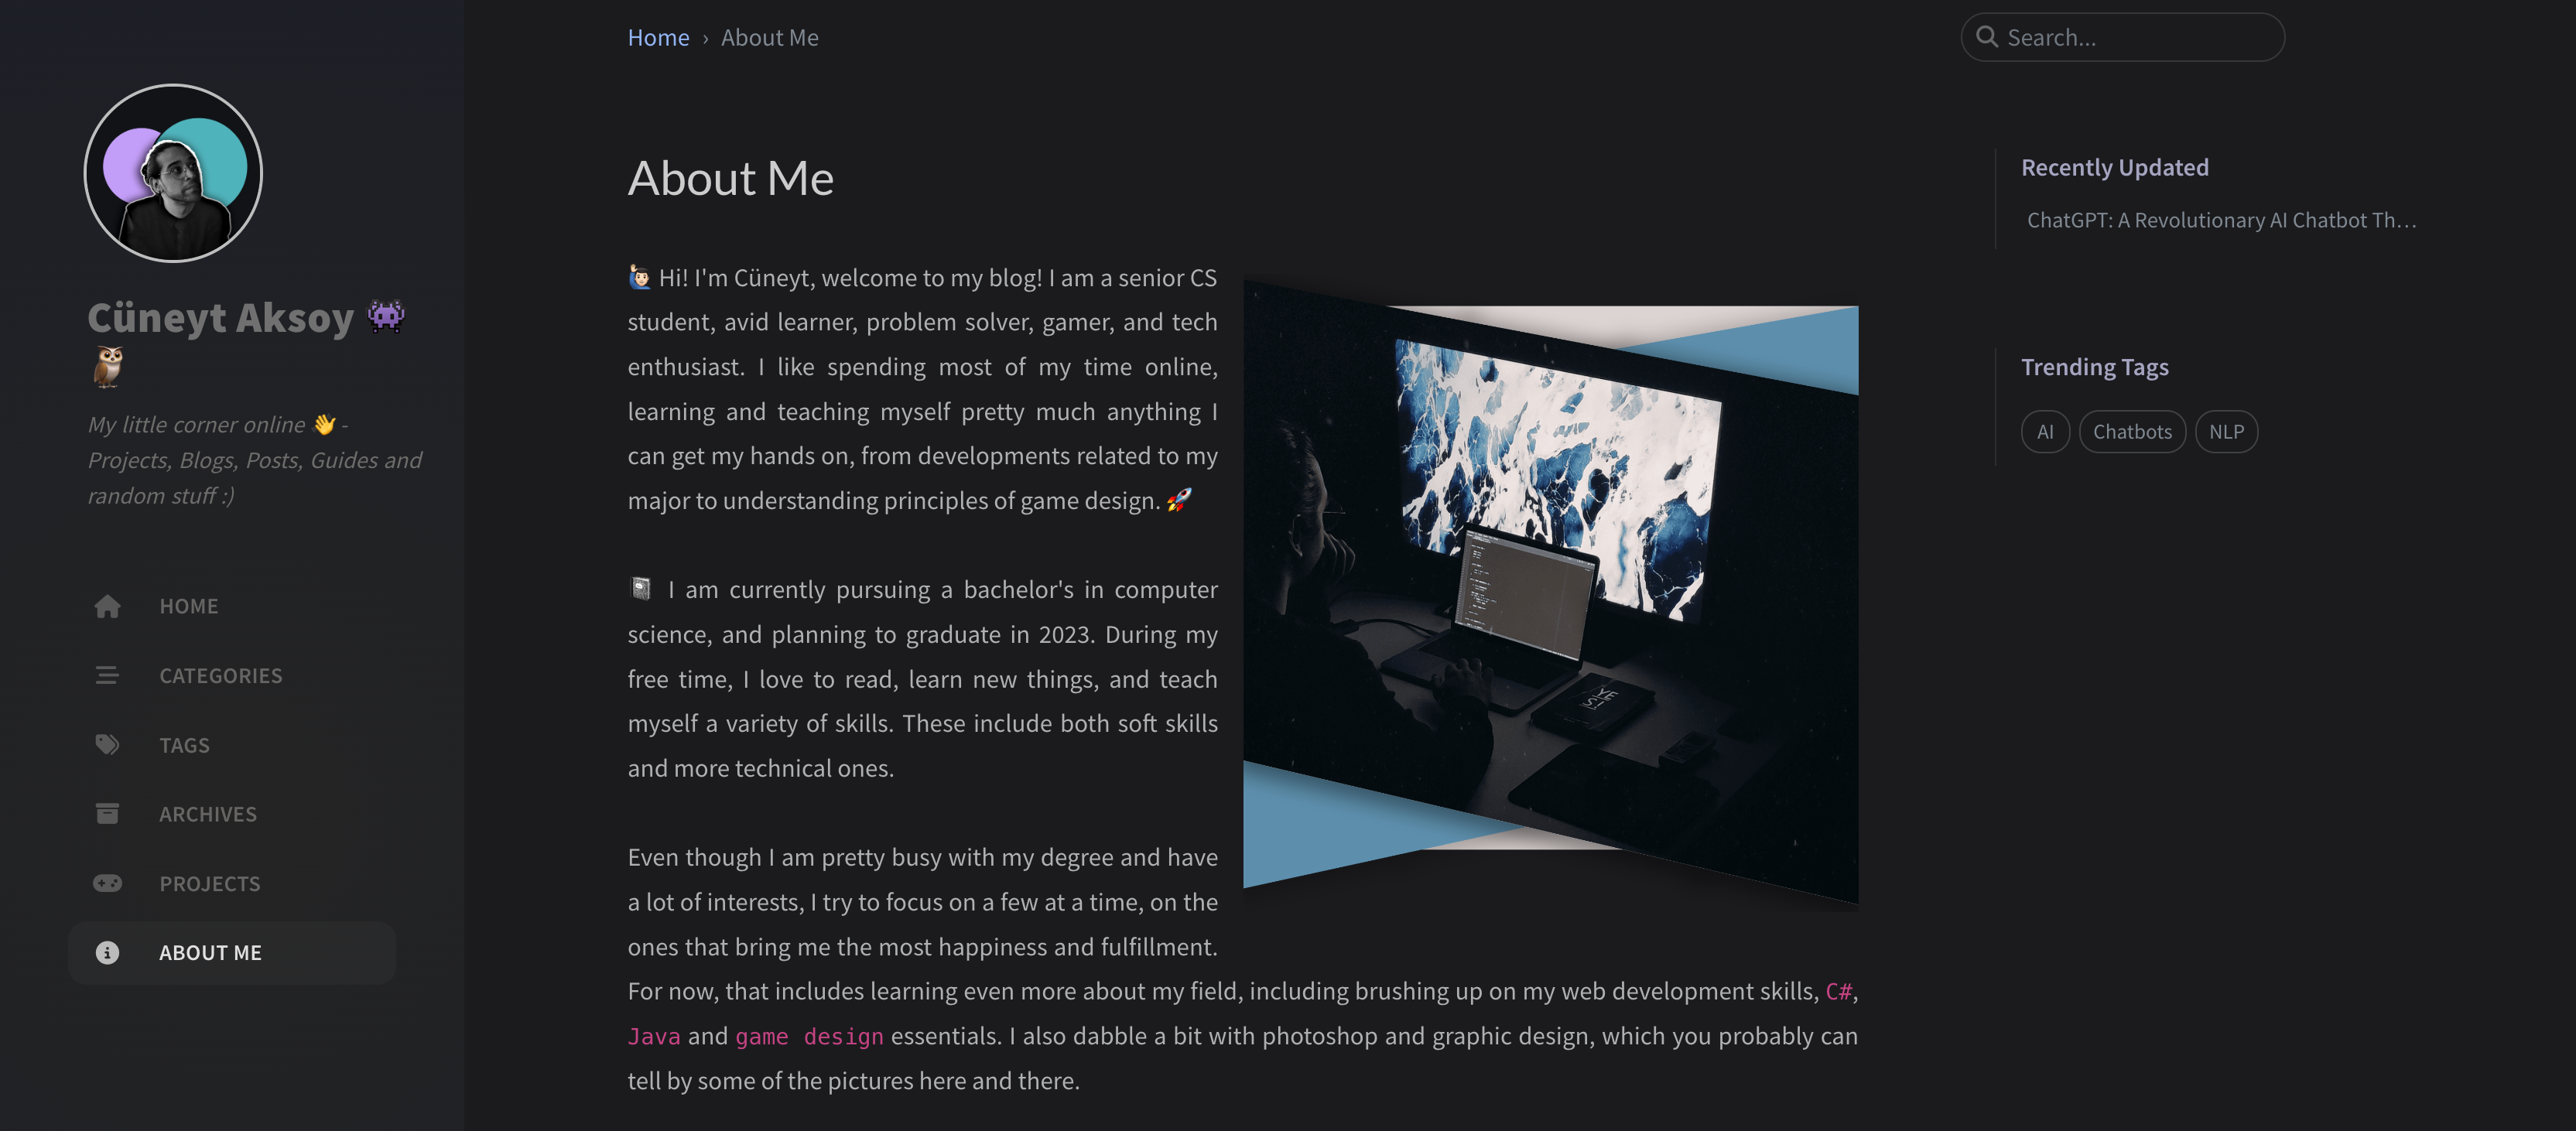 Cüneyt Aksoy 👾
🦉
My little corner online 👋 -
Projects, Blogs, Posts, Guides and
random stuff :)
HOME
CATEGORIES
TAGS
ARCHIVES
PROJECTS
ABOUT ME
Home › About Me
Search...
About Me
🙋🏻‍♂️ Hi! I'm Cüneyt, welcome to my blog! I am a senior CS
student, avid learner, problem solver, gamer, and tech
enthusiast. I like spending most of my time online,
learning and teaching myself pretty much anything I
can get my hands on, from developments related to my
major to understanding principles of game design. 🚀
📓 I am currently pursuing a bachelor's in computer
science, and planning to graduate in 2023. During my
free time, I love to read, learn new things, and teach
myself a variety of skills. These include both soft skills
and more technical ones.
Even though I am pretty busy with my degree and have
a lot of interests, I try to focus on a few at a time, on the
ones that bring me the most happiness and fulfillment.
For now, that includes learning even more about my field, including brushing up on my web development skills, C#,
Java and game design essentials. I also dabble a bit with photoshop and graphic design, which you probably can
tell by some of the pictures here and there.
YE
S!
Recently Updated
ChatGPT: A Revolutionary AI Chatbot Th…
Trending Tags
AI
Chatbots
NLP